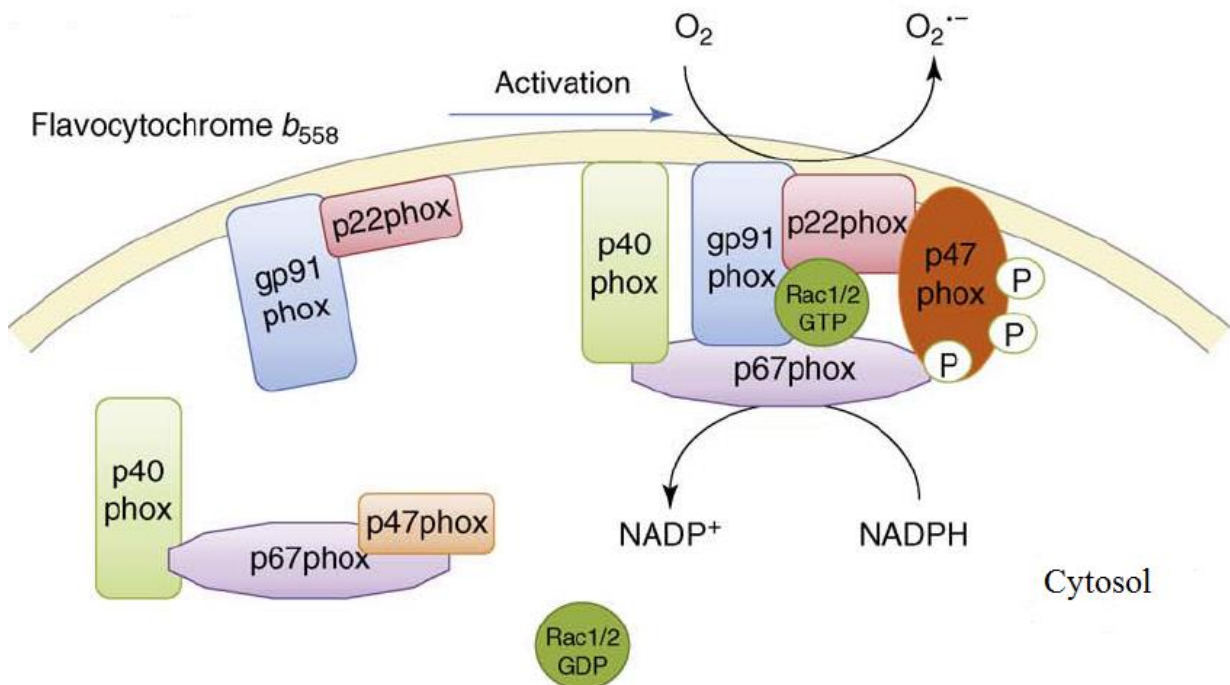 O₂
O₂•−
Activation
Flavocytochrome b₅₅₈
p22phox
gp91
phox
p40
phox
gp91
phox
p22phox
p47
phox
Rac1/2
GTP
P
P
P
p67phox
p40
phox
p47phox
p67phox
NADP⁺
NADPH
Cytosol
Rac1/2
GDP